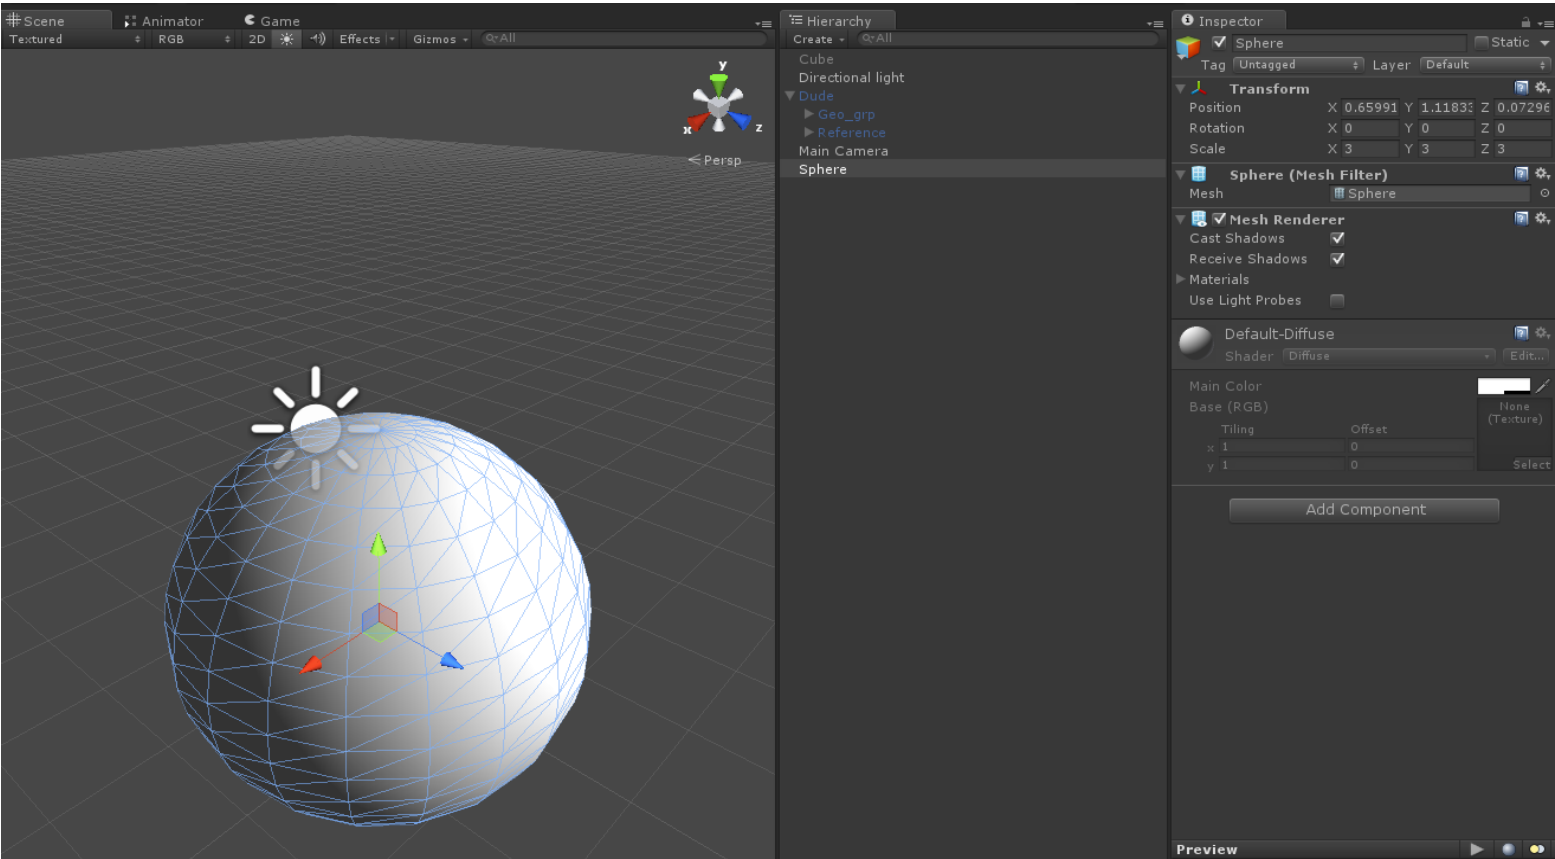 Scene Animator Game
Textured RGB 2D Effects Gizmos All
y
x z
Persp
Hierarchy
Create All
Cube
Directional light
Dude
Geo_grp
Reference
Main Camera
Sphere
Inspector
Sphere Static
Tag Untagged Layer Default
Transform
Position X 0.65991 Y 1.11833 Z 0.07296
Rotation X 0 Y 0 Z 0
Scale X 3 Y 3 Z 3
Sphere (Mesh Filter)
Mesh Sphere
Mesh Renderer
Cast Shadows
Receive Shadows
Materials
Use Light Probes
Default-Diffuse
Shader Diffuse Edit...
Main Color
Base (RGB) None
(Texture)
Tiling Offset
x 1 0
y 1 0 Select
Add Component
Preview